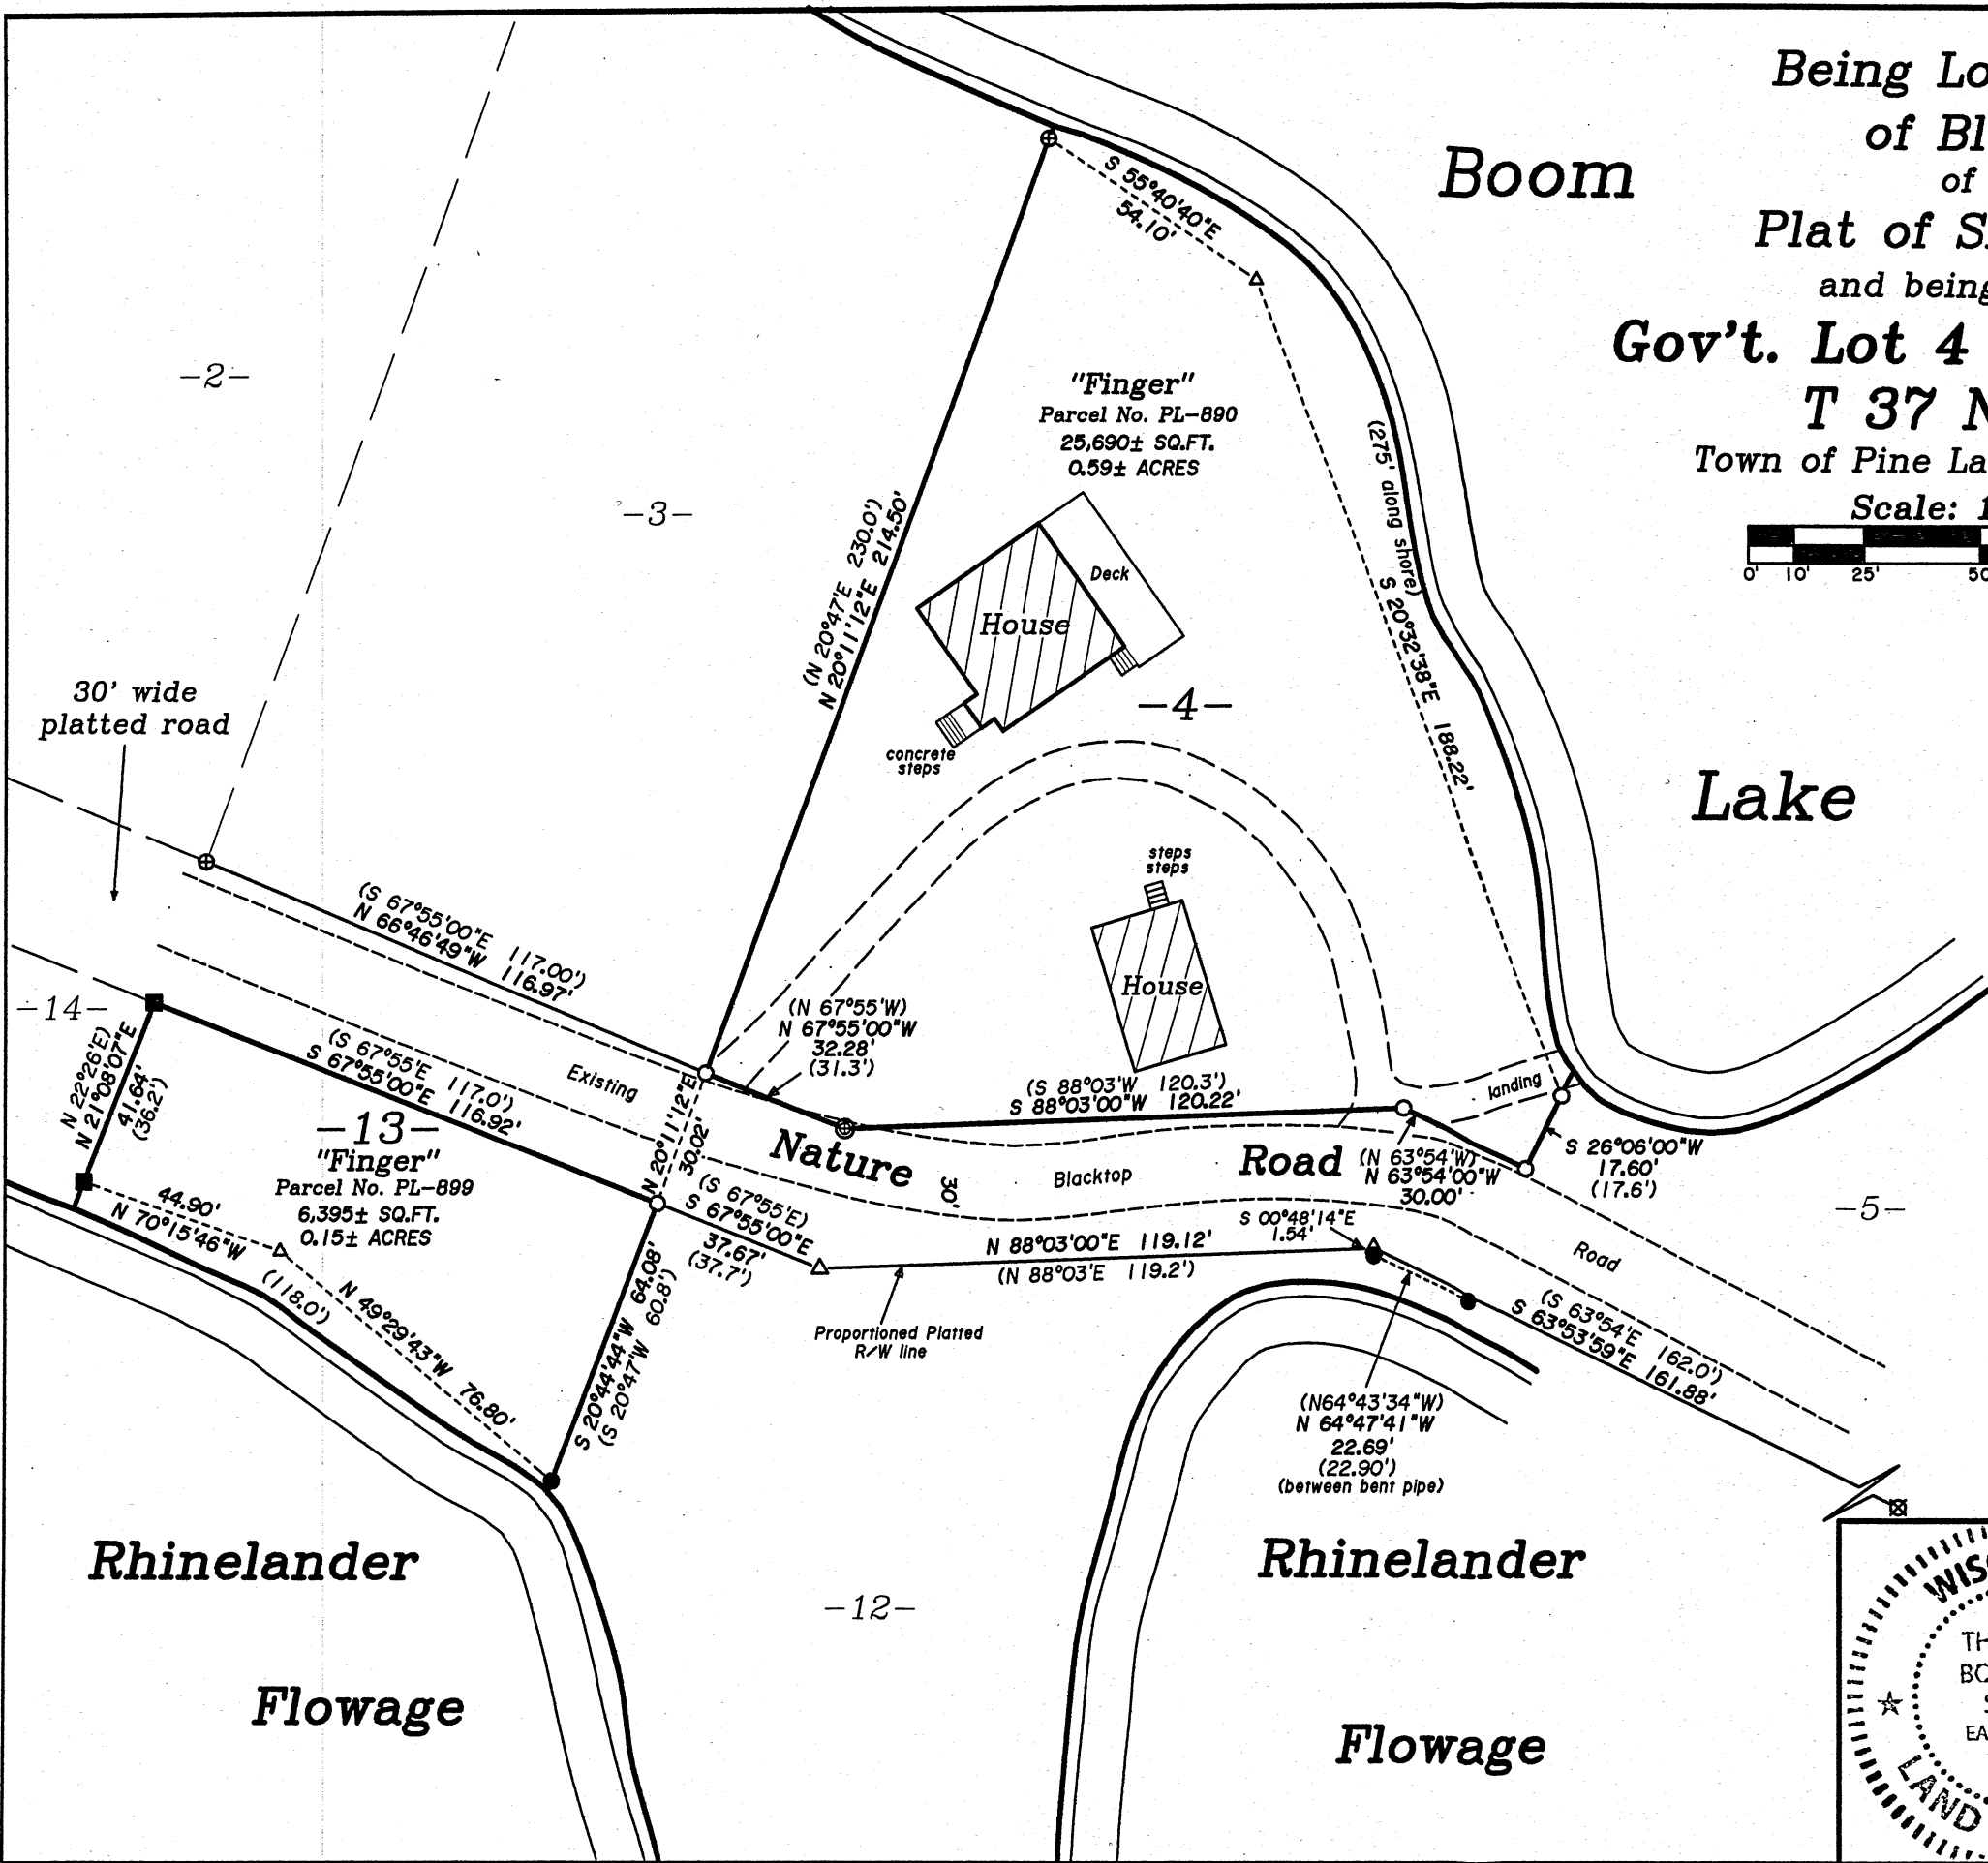 Being Lo
of Bl
of
Plat of S
and being
Gov't. Lot 4
T 37 N
Town of Pine La
Scale: 1
0' 10' 25' 50
Boom
Lake
S 55°40'40"E
54.10'
-2-
-3-
"Finger"
Parcel No. PL-890
25,690± SQ.FT.
0.59± ACRES
(N 20°47'E 230.0')
N 20°11'12"E 214.50'
(275' along shore)
S 20°32'38"E 188.22'
Deck
House
-4-
concrete
steps
30' wide
platted road
steps
steps
House
(S 67°55'00"E 117.00')
N 66°46'49"W 116.97'
-14-
N 22°26'E)
N 21°08'07"E
41.64'
(36.2')
(S 67°55'E 117.0')
S 67°55'00"E 116.92'
Existing
(N 67°55'W)
N 67°55'00"W
32.28'
(31.3')
N 20°11'12"E
30.02'
(S 88°03'W 120.3')
S 88°03'00"W 120.22'
landing
-13-
"Finger"
Parcel No. PL-899
6,395± SQ.FT.
0.15± ACRES
Nature
Road
Blacktop
30'
(N 63°54'W)
N 63°54'00"W
30.00'
S 26°06'00"W
17.60'
(17.6')
-5-
44.90'
N 70°15'46"W
(118.0')
N 49°29'43"W 76.80'
(S 67°55'E)
S 67°55'00"E
37.67'
(37.7')
S 00°48'14"E
1.54'
N 88°03'00"E 119.12'
(N 88°03'E 119.2')
Road
S 20°44'44"W 64.08'
(S 20°47'W 60.8')
Proportioned Platted
R/W line
(S 63°54'E 162.0')
S 63°53'59"E 161.88'
(N64°43'34"W)
N 64°47'41"W
22.69'
(22.90')
(between bent pipe)
Rhinelander
Flowage
-12-
Rhinelander
Flowage
WISC
TH
BO
S
EA
LAND